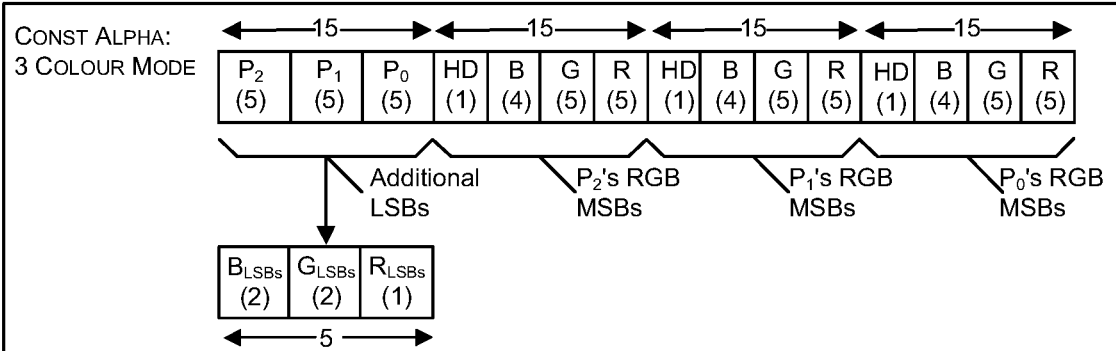 15 15 15 15
CONST ALPHA:
3 COLOUR MODE
P2 P1 P0 HD B G R HD B G R HD B G R
(5) (5) (5) (1) (4) (5) (5) (1) (4) (5) (5) (1) (4) (5) (5)
Additional LSBs
P2's RGB MSBs
P1's RGB MSBs
P0's RGB MSBs
BLSBs GLSBs RLSBs
(2) (2) (1)
5